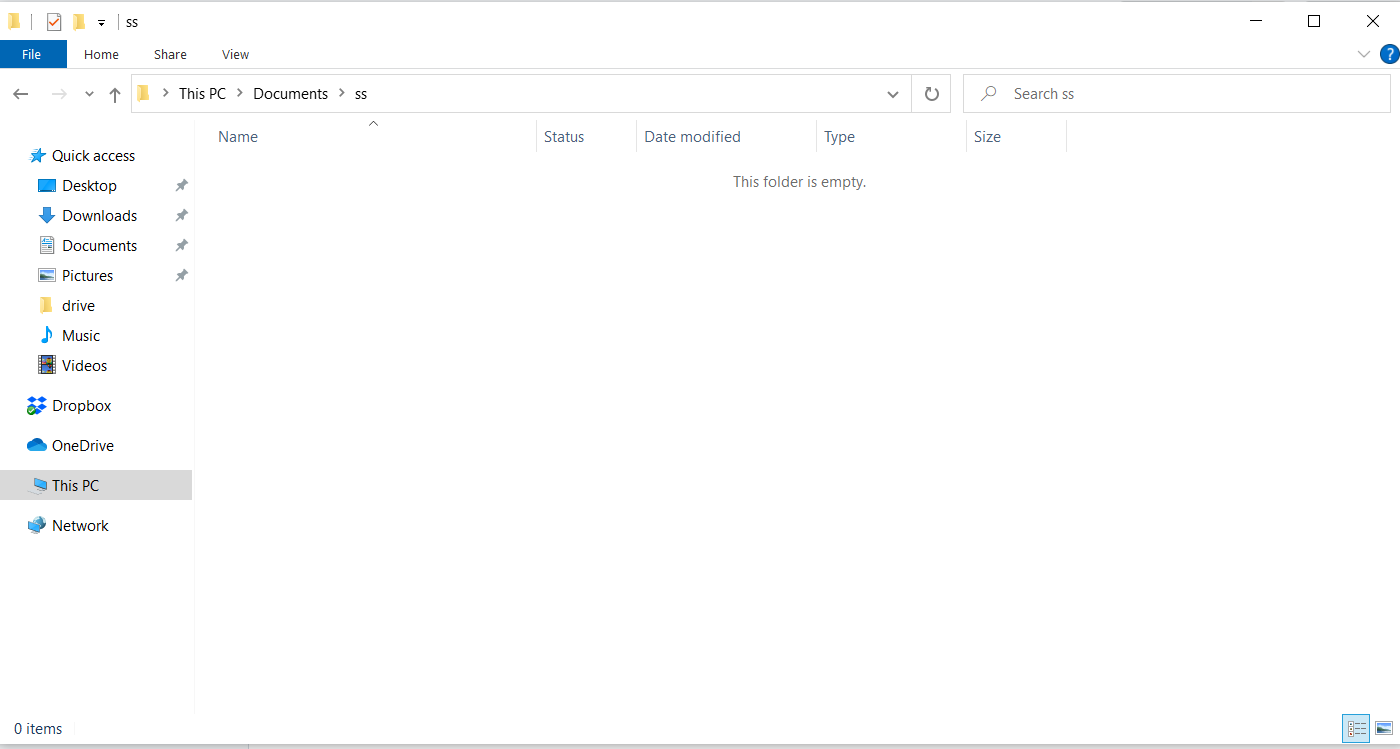 ss
File Home Share View
?
This PC Documents ss
Search ss
Name Status Date modified Type Size
This folder is empty.
Quick access
Desktop
Downloads
Documents
Pictures
drive
Music
Videos
Dropbox
OneDrive
This PC
Network
0 items